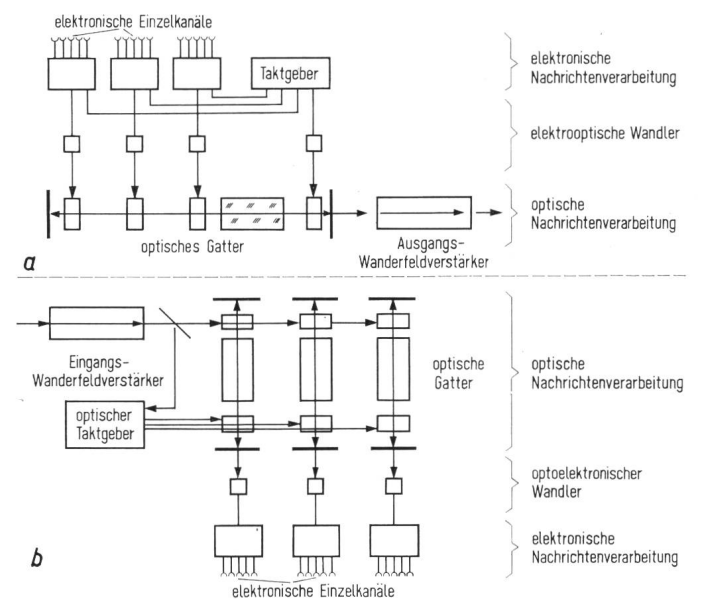 elektronische Einzelkanäle
Taktgeber
elektronische
Nachrichtenverarbeitung
elektrooptische Wandler
optische
Nachrichtenverarbeitung
optisches Gatter
Ausgangs-
Wanderfeldverstärker
a
Eingangs-
Wanderfeldverstärker
optische
Gatter
optische
Nachrichtenverarbeitung
optischer
Taktgeber
optoelektronischer
Wandler
elektronische
Nachrichtenverarbeitung
b
elektronische Einzelkanäle